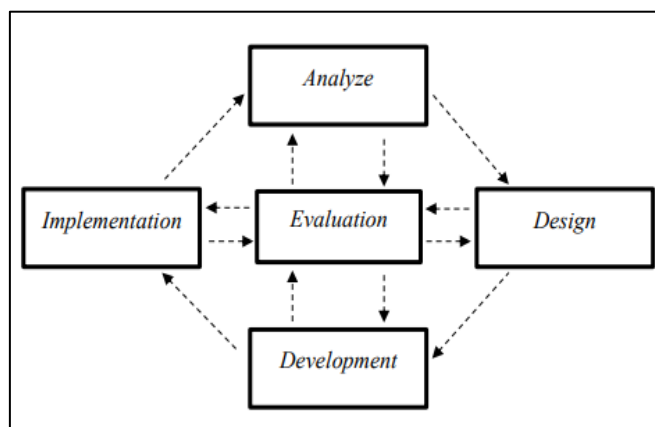 Analyze
Implementation
Evaluation
Design
Development